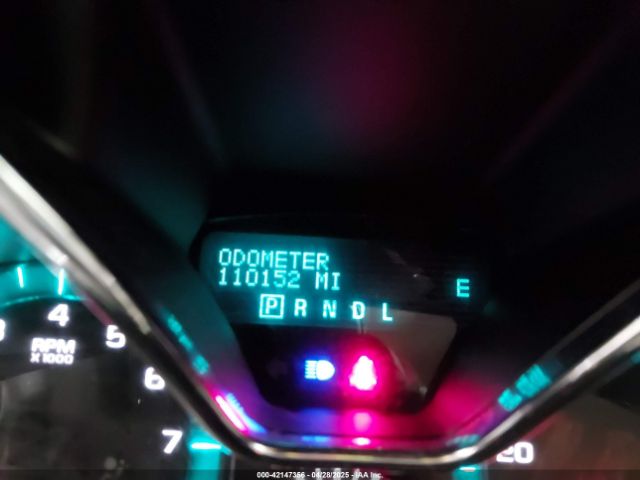 ODOMETER
110152 MI
E
P R N D L
4
5
RPM
X1000
6
7
20
000-42147356 - 04/28/2025 - IAA Inc.